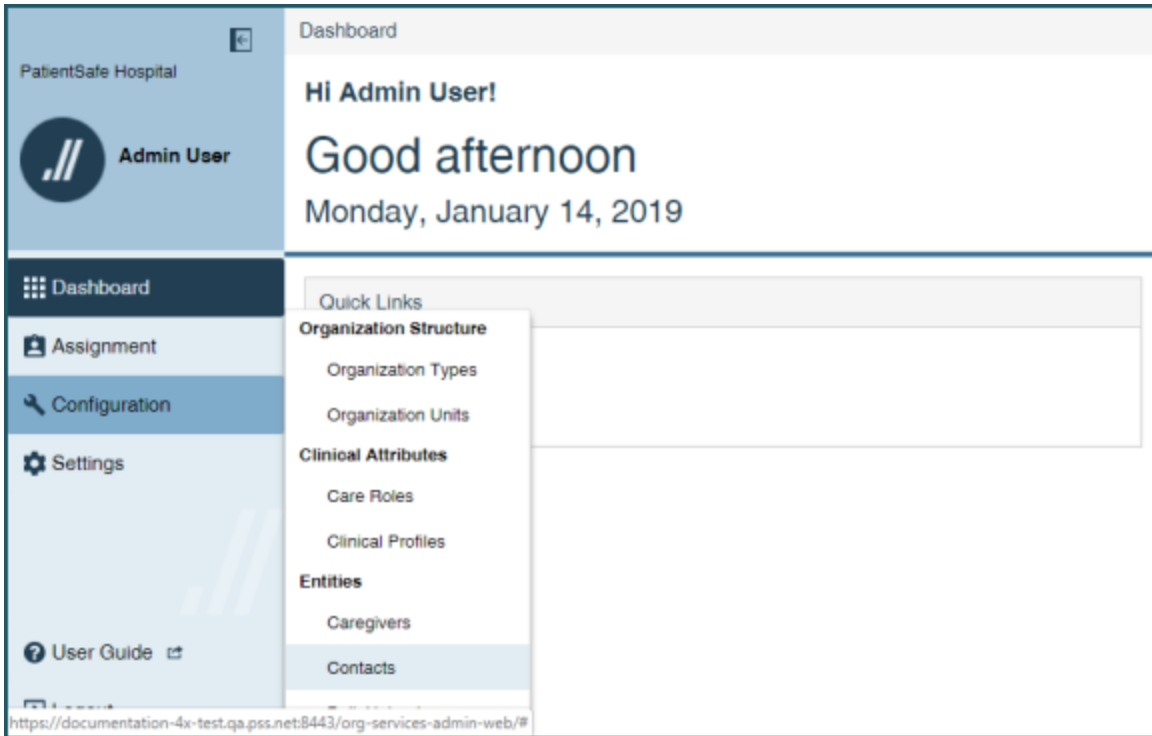 PatientSafe Hospital
Admin User
Dashboard
Hi Admin User!
Good afternoon
Monday, January 14, 2019
Dashboard
Assignment
Configuration
Settings
User Guide
Quick Links
Organization Structure
Organization Types
Organization Units
Clinical Attributes
Care Roles
Clinical Profiles
Entities
Caregivers
Contacts
https://documentation-4x-test.qa.pss.net:8443/org-services-admin-web/#